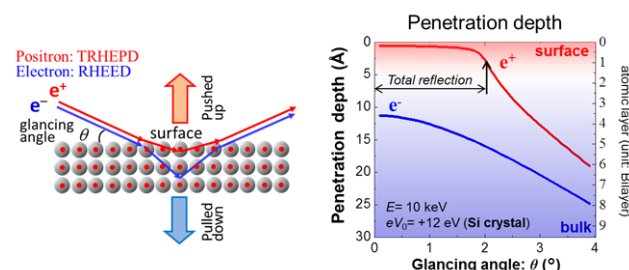 Positron: TRHEPD
Electron: RHEED
e⁺
e⁻
glancing
angle
θ
surface
Pushed
up
Pulled
down
Penetration depth
Penetration depth (Å)
0
5
10
15
20
25
30
surface
e⁺
Total reflection
e⁻
E= 10 keV
eV₀= +12 eV (Si crystal)
bulk
0
1
2
3
4
5
6
7
8
9
atomic layer (unit: Bilayer)
0 1 2 3 4
Glancing angle: θ (°)